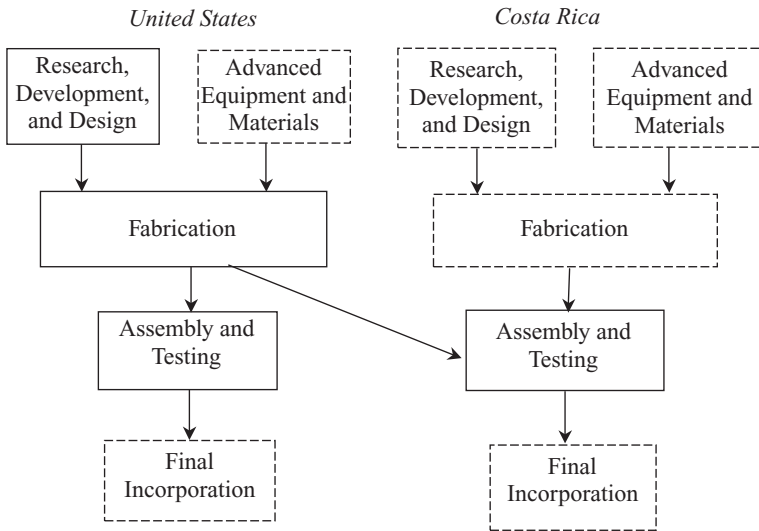 United States
Costa Rica
Research,
Development,
and Design
Advanced
Equipment and
Materials
Research,
Development,
and Design
Advanced
Equipment and
Materials
Fabrication
Fabrication
Assembly and
Testing
Assembly and
Testing
Final
Incorporation
Final
Incorporation